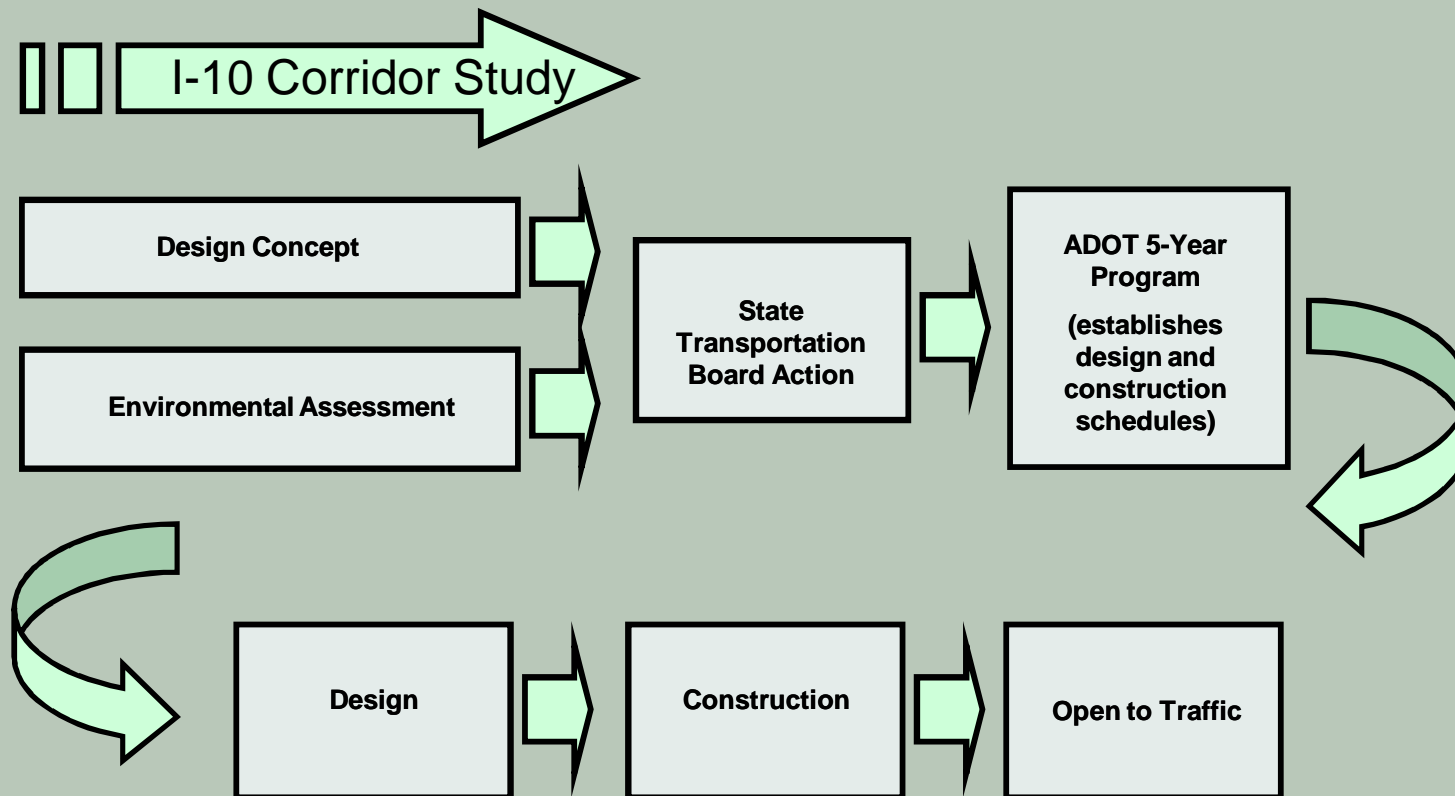 I-10 Corridor Study
Design Concept
Environmental Assessment
State
Transportation
Board Action
ADOT 5-Year
Program
(establishes
design and
construction
schedules)
Design
Construction
Open to Traffic